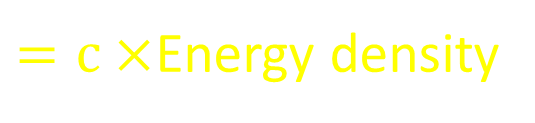 = c ×Energy density